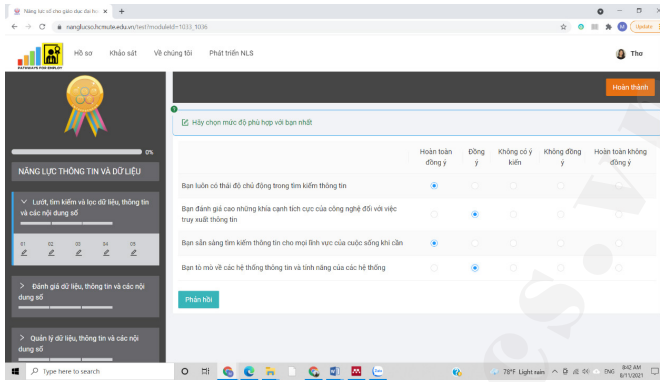 Năng lực số cho giáo dục đại h
nanglucso.hcmute.edu.vn/test?moduleId=1033_1036
Update
PATHWAYS FOR EMPLOY
Hồ sơ Khảo sát Về chúng tôi Phát triển NLS
Tho
Hoàn thành
0%
NĂNG LỰC THÔNG TIN VÀ DỮ LIỆU
Lướt, tìm kiếm và lọc dữ liệu, thông tin
và các nội dung số
01 02 03 04 05
Đánh giá dữ liệu, thông tin và các nội
dung số
Quản lý dữ liệu, thông tin và các nội
dung số
Hãy chọn mức độ phù hợp với bạn nhất
Hoàn toàn đồng ý
Đồng ý
Không có ý kiến
Không đồng ý
Hoàn toàn không đồng ý
Bạn luôn có thái độ chủ động trong tìm kiếm thông tin
Bạn đánh giá cao những khía cạnh tích cực của công nghệ đối với việc
truy xuất thông tin
Bạn sẵn sàng tìm kiếm thông tin cho mọi lĩnh vực của cuộc sống khi cần
Bạn tò mò về các hệ thống thông tin và tính năng của các hệ thống
Phản hồi
Type here to search
78°F Light rain
ENG
8:42 AM
8/11/2021